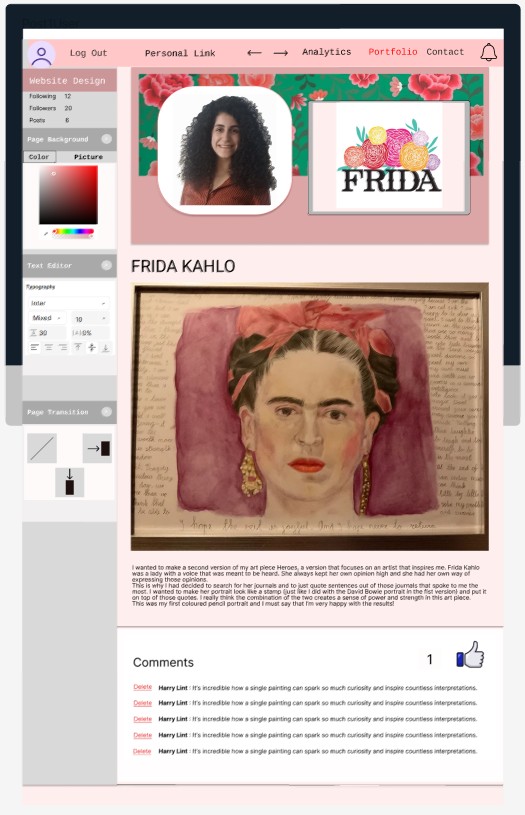 Log Out
Personal Link
Analytics
Portfolio
Contact
Website Design
Following 12
Followers 20
Posts 6
Page Background
Color
Picture
Text Editor
Typography
Inter
Mixed
10
30
0%
Page Transition
FRIDA
FRIDA KAHLO
I hope the exit is joyful, and I hope never to return
I wanted to make a second version of my art piece Heroes, a version that focuses on an artist that inspires me. Frida Kahlo
was a lady with a voice that was meant to be heard. She always kept her own opinion high and she had her own way of
expressing those opinions.
This is why I had decided to search for her journals and to just quote sentences out of those journals that spoke to me the
most. I wanted to make her portrait look like a stamp (just like I did with the David Bowie portrait in the fist version) and put it
on top of those quotes. I really think the combination of the two creates a sense of power and strength in this art piece.
This was my first coloured pencil portrait and I must say that I'm very happy with the results!
Comments
1
Delete Harry Lint : It's incredible how a single painting can spark so much curiosity and inspire countless interpretations.
Delete Harry Lint : It's incredible how a single painting can spark so much curiosity and inspire countless interpretations.
Delete Harry Lint : It's incredible how a single painting can spark so much curiosity and inspire countless interpretations.
Delete Harry Lint : It's incredible how a single painting can spark so much curiosity and inspire countless interpretations.
Delete Harry Lint : It's incredible how a single painting can spark so much curiosity and inspire countless interpretations.